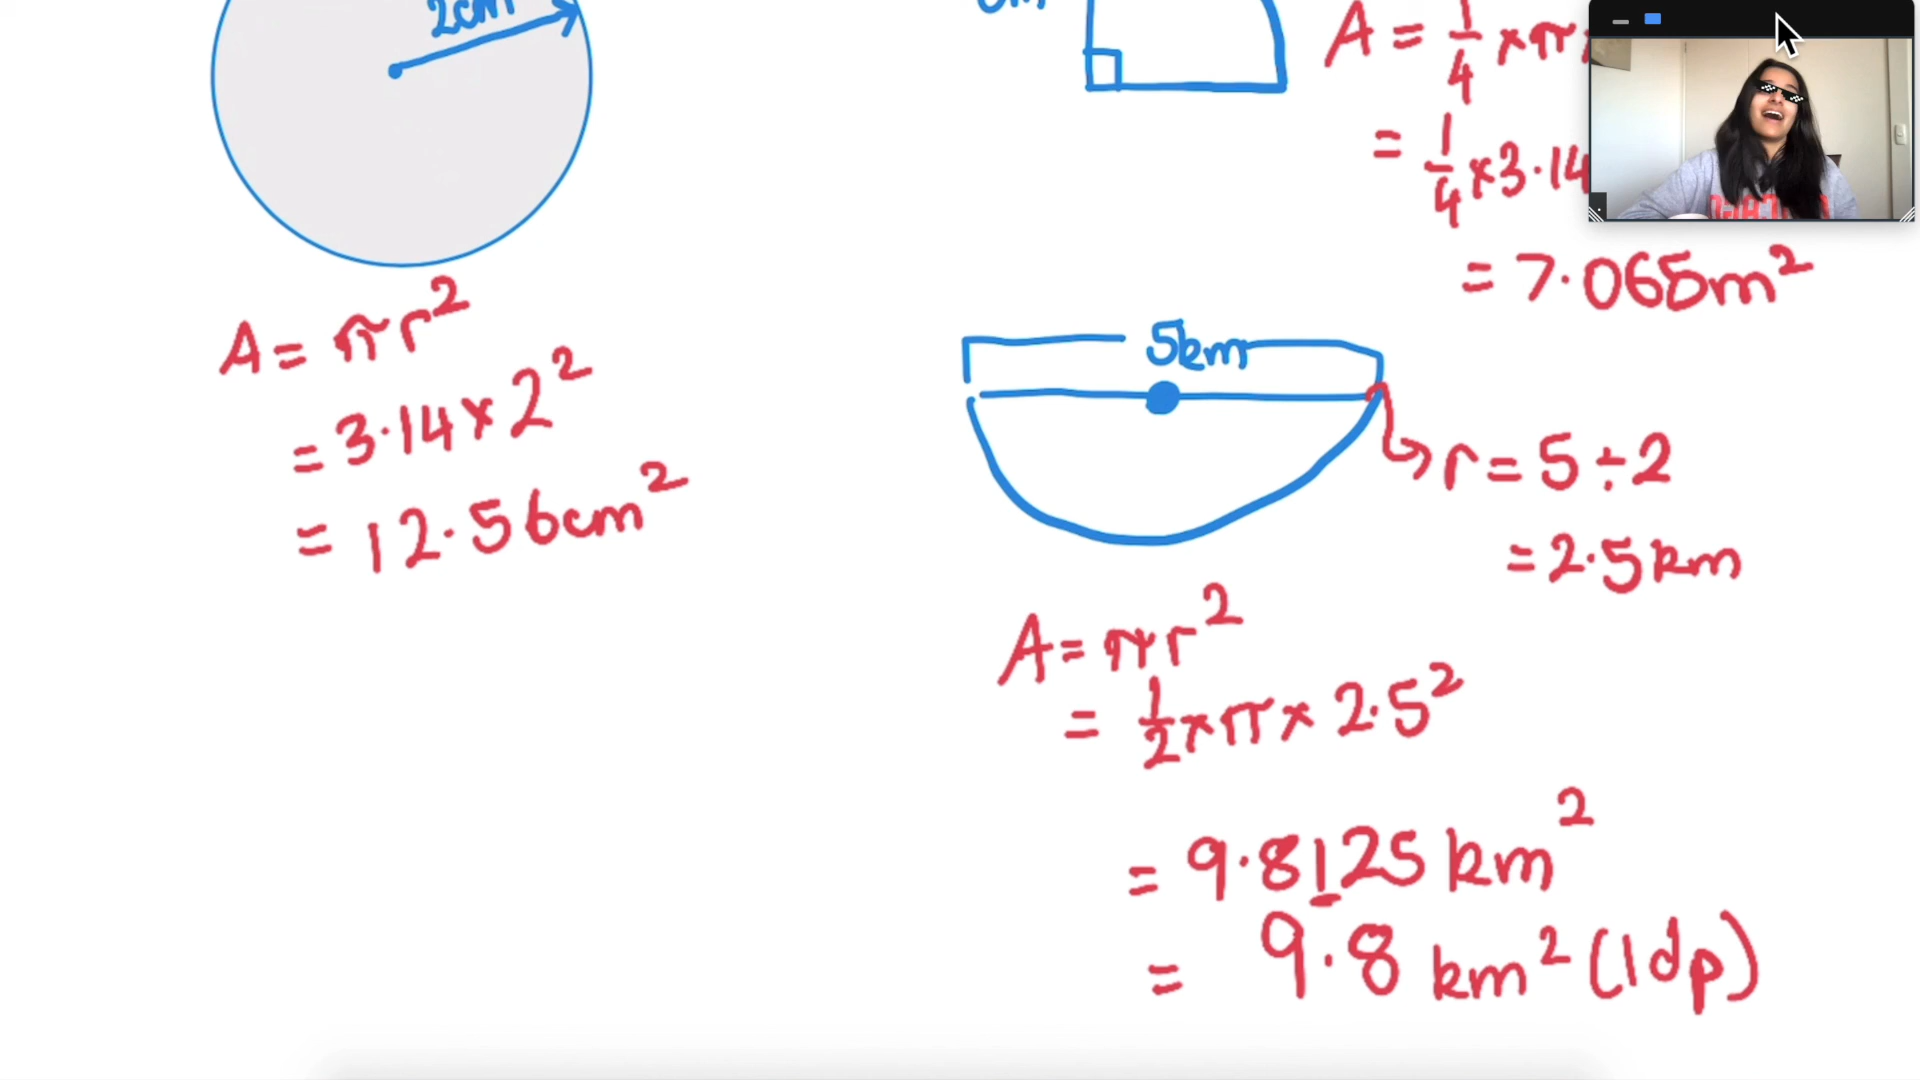 2cm
A = πr²
= 3.14 × 2²
= 12.56cm²
A = 1/4 × π ×
= 1/4 × 3.14
= 7.065m²
5km
r = 5 ÷ 2
= 2.5km
A = πr²
= 1/2 × π × 2.5²
= 9.8125 km²
= 9.8 km² (1dp)